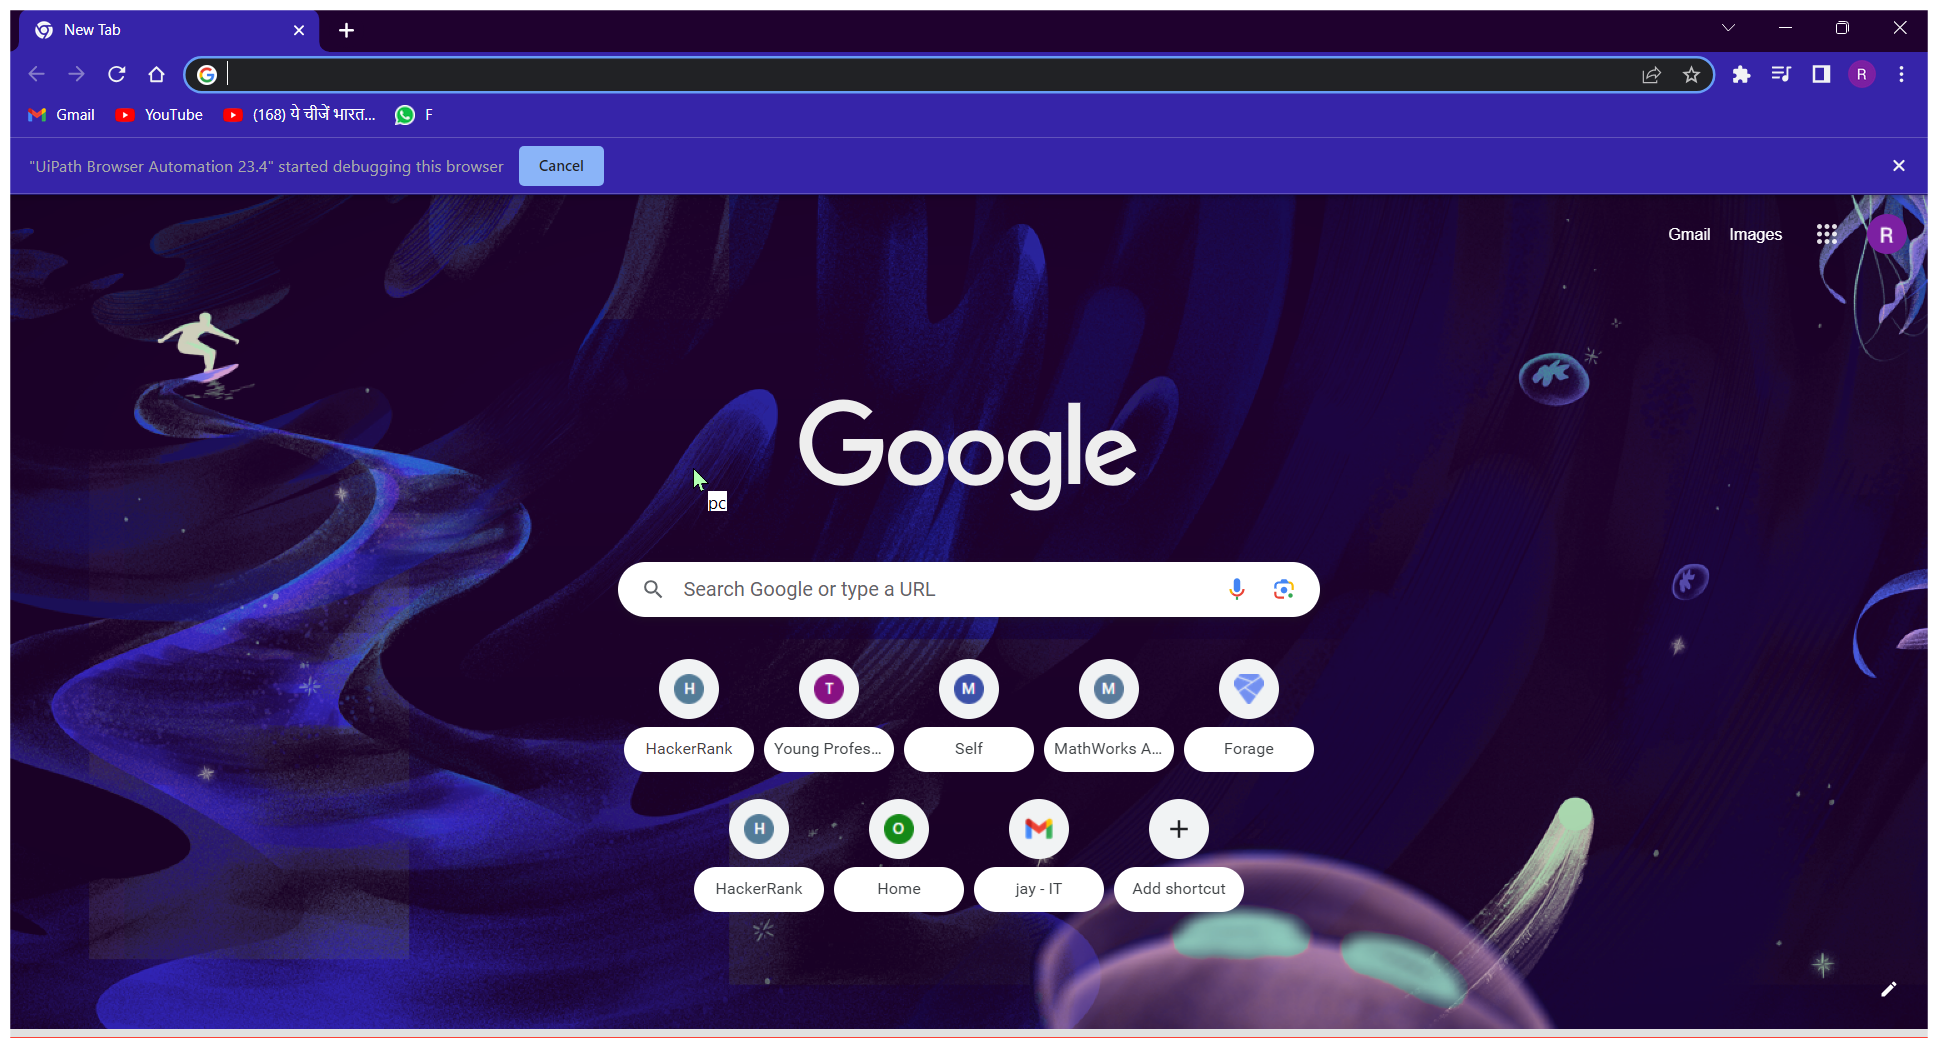 New Tab
Gmail YouTube (168) ये चीजें भारत... F
"UiPath Browser Automation 23.4" started debugging this browser Cancel
Gmail Images R
Google
pc
Search Google or type a URL
H T M M
HackerRank Young Profes... Self MathWorks A... Forage
H O
HackerRank Home jay - IT Add shortcut